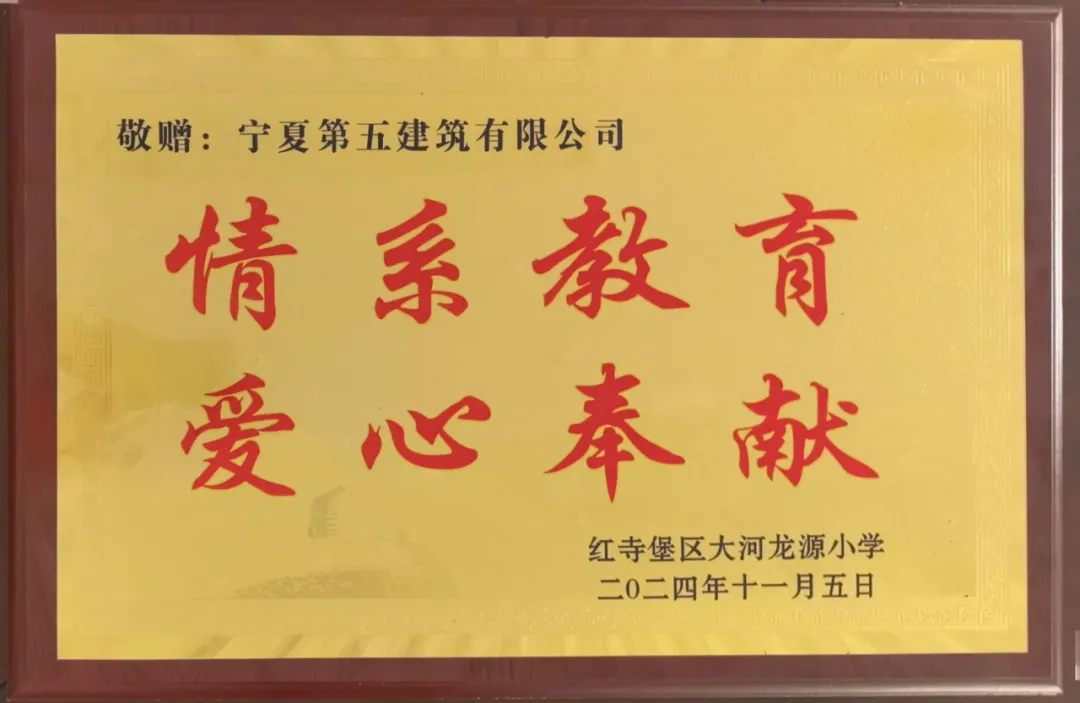 敬赠：宁夏第五建筑有限公司
情系教育
爱心奉献
红寺堡区大河龙源小学
二0二四年十一月五日